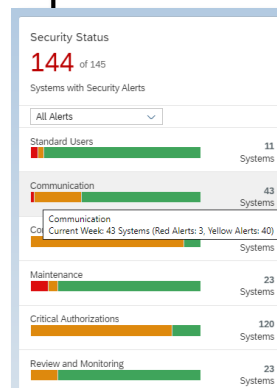 Security Status
144 of 145
Systems with Security Alerts
All Alerts
Standard Users
11
Systems
Communication
43
Systems
Communication
Current Week: 43 Systems (Red Alerts: 3, Yellow Alerts: 40)
Co
Systems
Maintenance
23
Systems
Critical Authorizations
120
Systems
Review and Monitoring
23
Systems